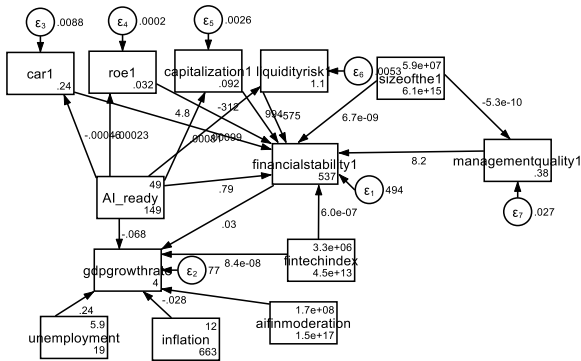 ε3 .0088
ε4 .0002
ε5 .0026
car1
.24
roe1
.032
capitalization1
.092
liquidityrisk1
1.1
ε6 .0053
5.9e+07
sizeofthe1
6.1e+15
-.00046
.00023
4.8
-312
994
575
6.7e-09
-5.3e-10
financialstability1
537
8.2
managementquality1
.38
ε1 494
ε7 .027
49
AI_ready
149
.79
-.068
.03
6.0e-07
3.3e+06
fintechindex
4.5e+13
8.4e-08
gdpgrowthrate
4
ε2 77
.24
-.028
5.9
unemployment
19
12
inflation
663
1.7e+08
aifinmoderation
1.5e+17